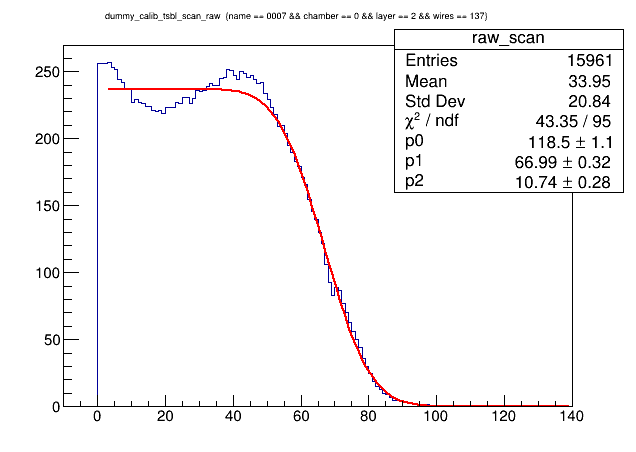 dummy_calib_tsbl_scan_raw (name == 0007 && chamber == 0 && layer == 2 && wires == 137)
raw_scan
Entries 15961
Mean 33.95
Std Dev 20.84
χ² / ndf 43.35 / 95
p0 118.5 ± 1.1
p1 66.99 ± 0.32
p2 10.74 ± 0.28
250
200
150
100
50
0
0 20 40 60 80 100 120 140